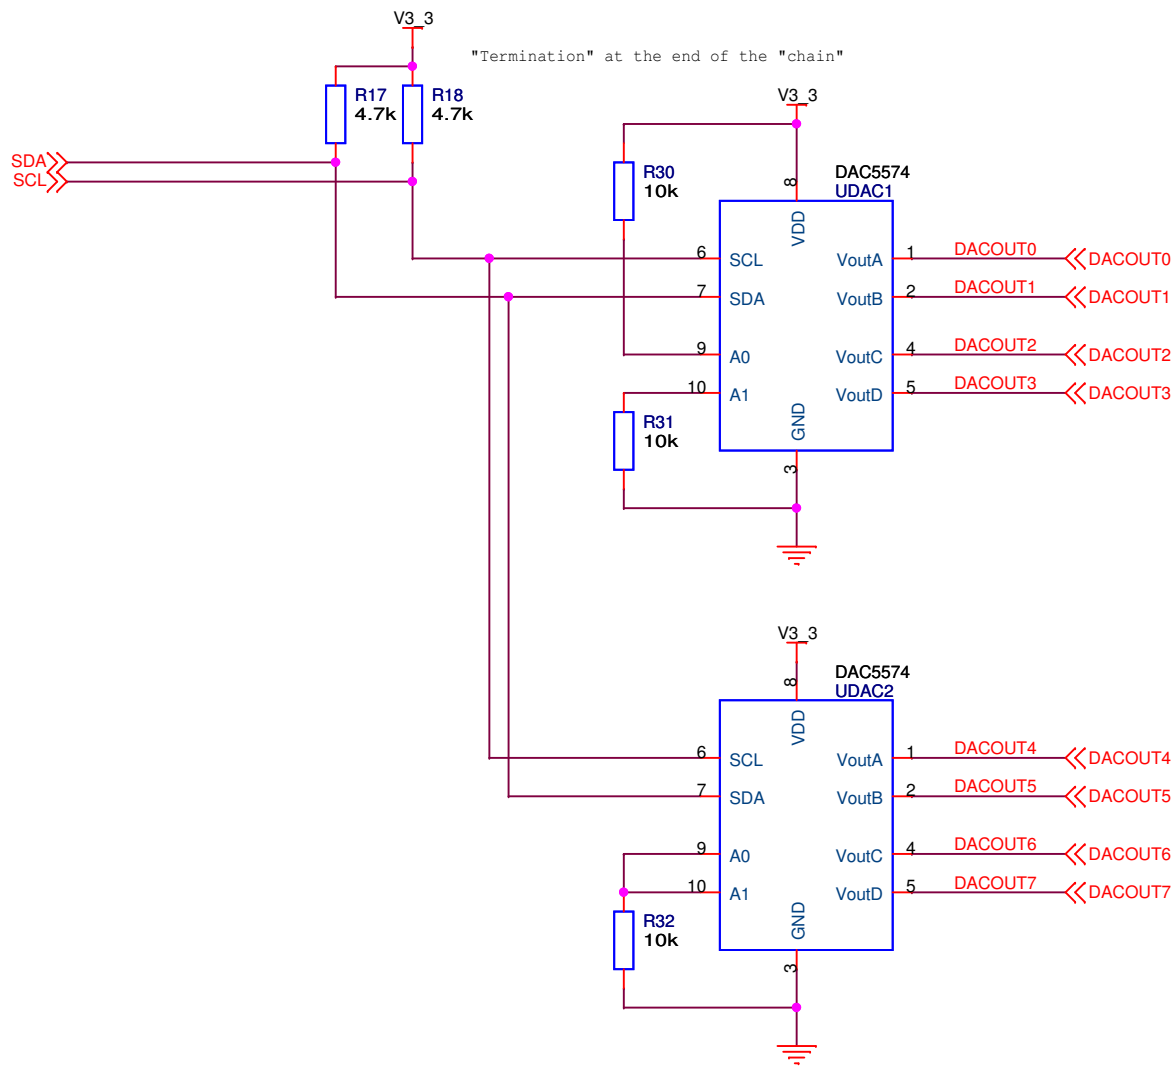 V3_3
"Termination" at the end of the "chain"
R17
4.7k
R18
4.7k
SDA
SCL
V3_3
R30
10k
DAC5574
UDAC1
8
VDD
6
SCL
VoutA
1
DACOUT0
DACOUT0
7
SDA
VoutB
2
DACOUT1
DACOUT1
9
A0
VoutC
4
DACOUT2
DACOUT2
10
A1
VoutD
5
DACOUT3
DACOUT3
R31
10k
GND
3
V3_3
DAC5574
UDAC2
8
VDD
6
SCL
VoutA
1
DACOUT4
DACOUT4
7
SDA
VoutB
2
DACOUT5
DACOUT5
9
A0
VoutC
4
DACOUT6
DACOUT6
10
A1
VoutD
5
DACOUT7
DACOUT7
R32
10k
GND
3